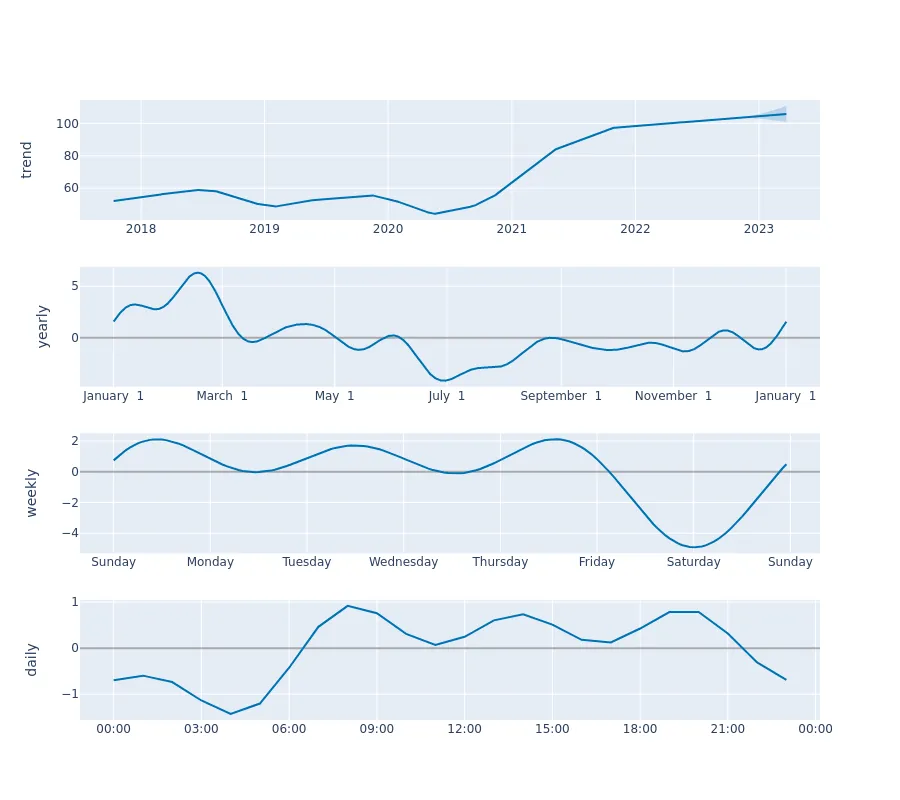 trend
100
80
60
2018 2019 2020 2021 2022 2023
yearly
5
0
January 1 March 1 May 1 July 1 September 1 November 1 January 1
weekly
2
0
−2
−4
Sunday Monday Tuesday Wednesday Thursday Friday Saturday Sunday
daily
1
0
−1
00:00 03:00 06:00 09:00 12:00 15:00 18:00 21:00 00:00